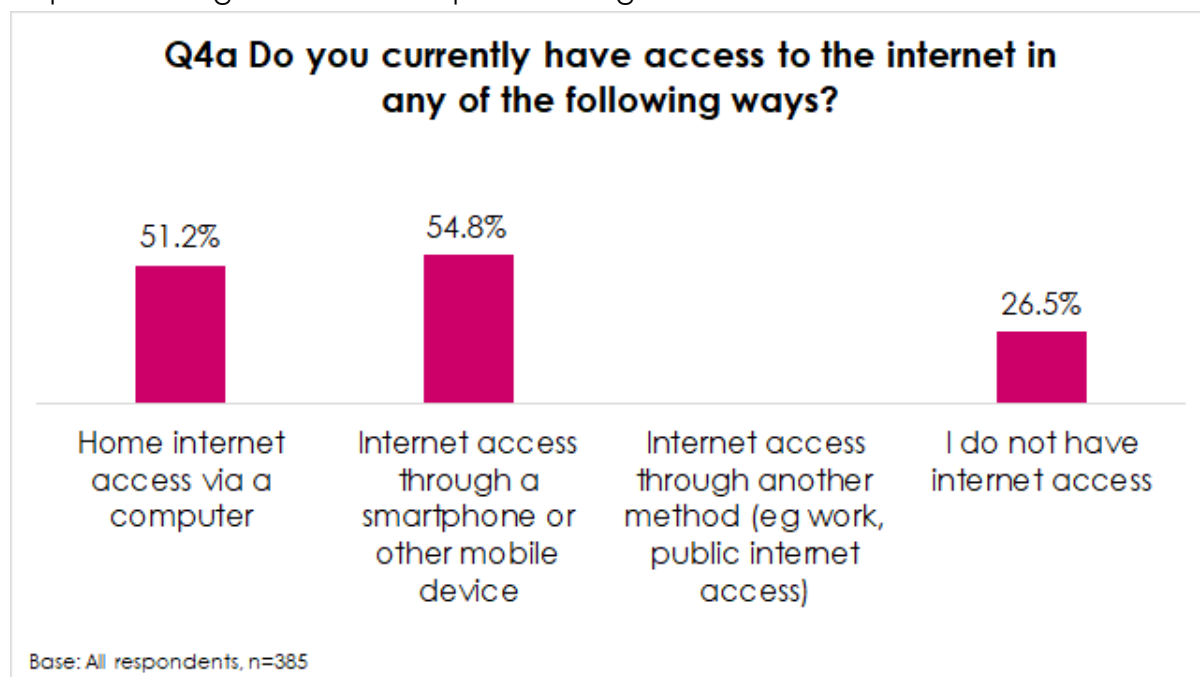 Q4a Do you currently have access to the internet in
any of the following ways?
51.2%
54.8%
26.5%
Home internet
access via a
computer
Internet access
through a
smartphone or
other mobile
device
Internet access
through another
method (eg work,
public internet
access)
I do not have
internet access
Base: All respondents, n=385